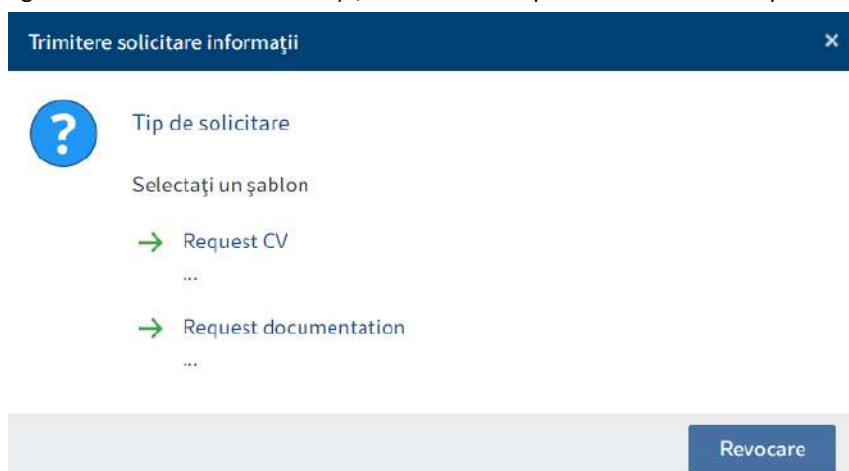 Trimitere solicitare informaţii
×
?
Tip de solicitare
Selectaţi un şablon
→ Request CV
...
→ Request documentation
...
Revocare